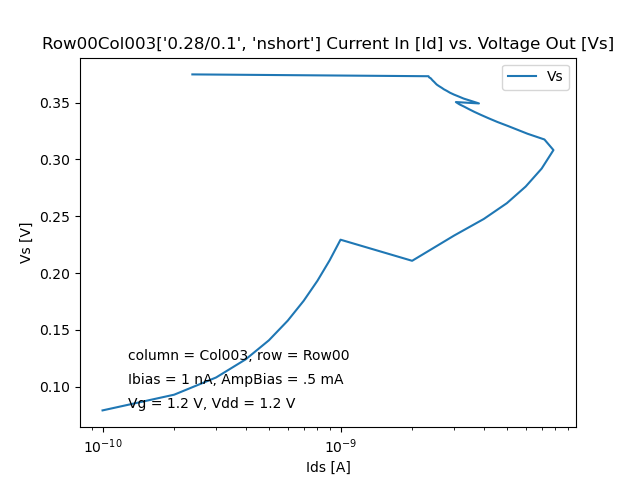 Row00Col003['0.28/0.1', 'nshort'] Current In [Id] vs. Voltage Out [Vs]
Vs
0.35
0.30
0.25
0.20
0.15
0.10
Vs [V]
column = Col003, row = Row00
Ibias = 1 nA, AmpBias = .5 mA
Vg = 1.2 V, Vdd = 1.2 V
10⁻¹⁰
10⁻⁹
Ids [A]